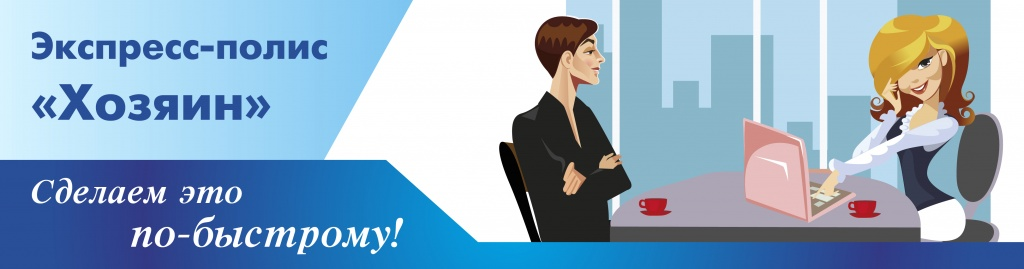 Экспресс-полис
«Хозяин»
Сделаем это
по-быстрому!